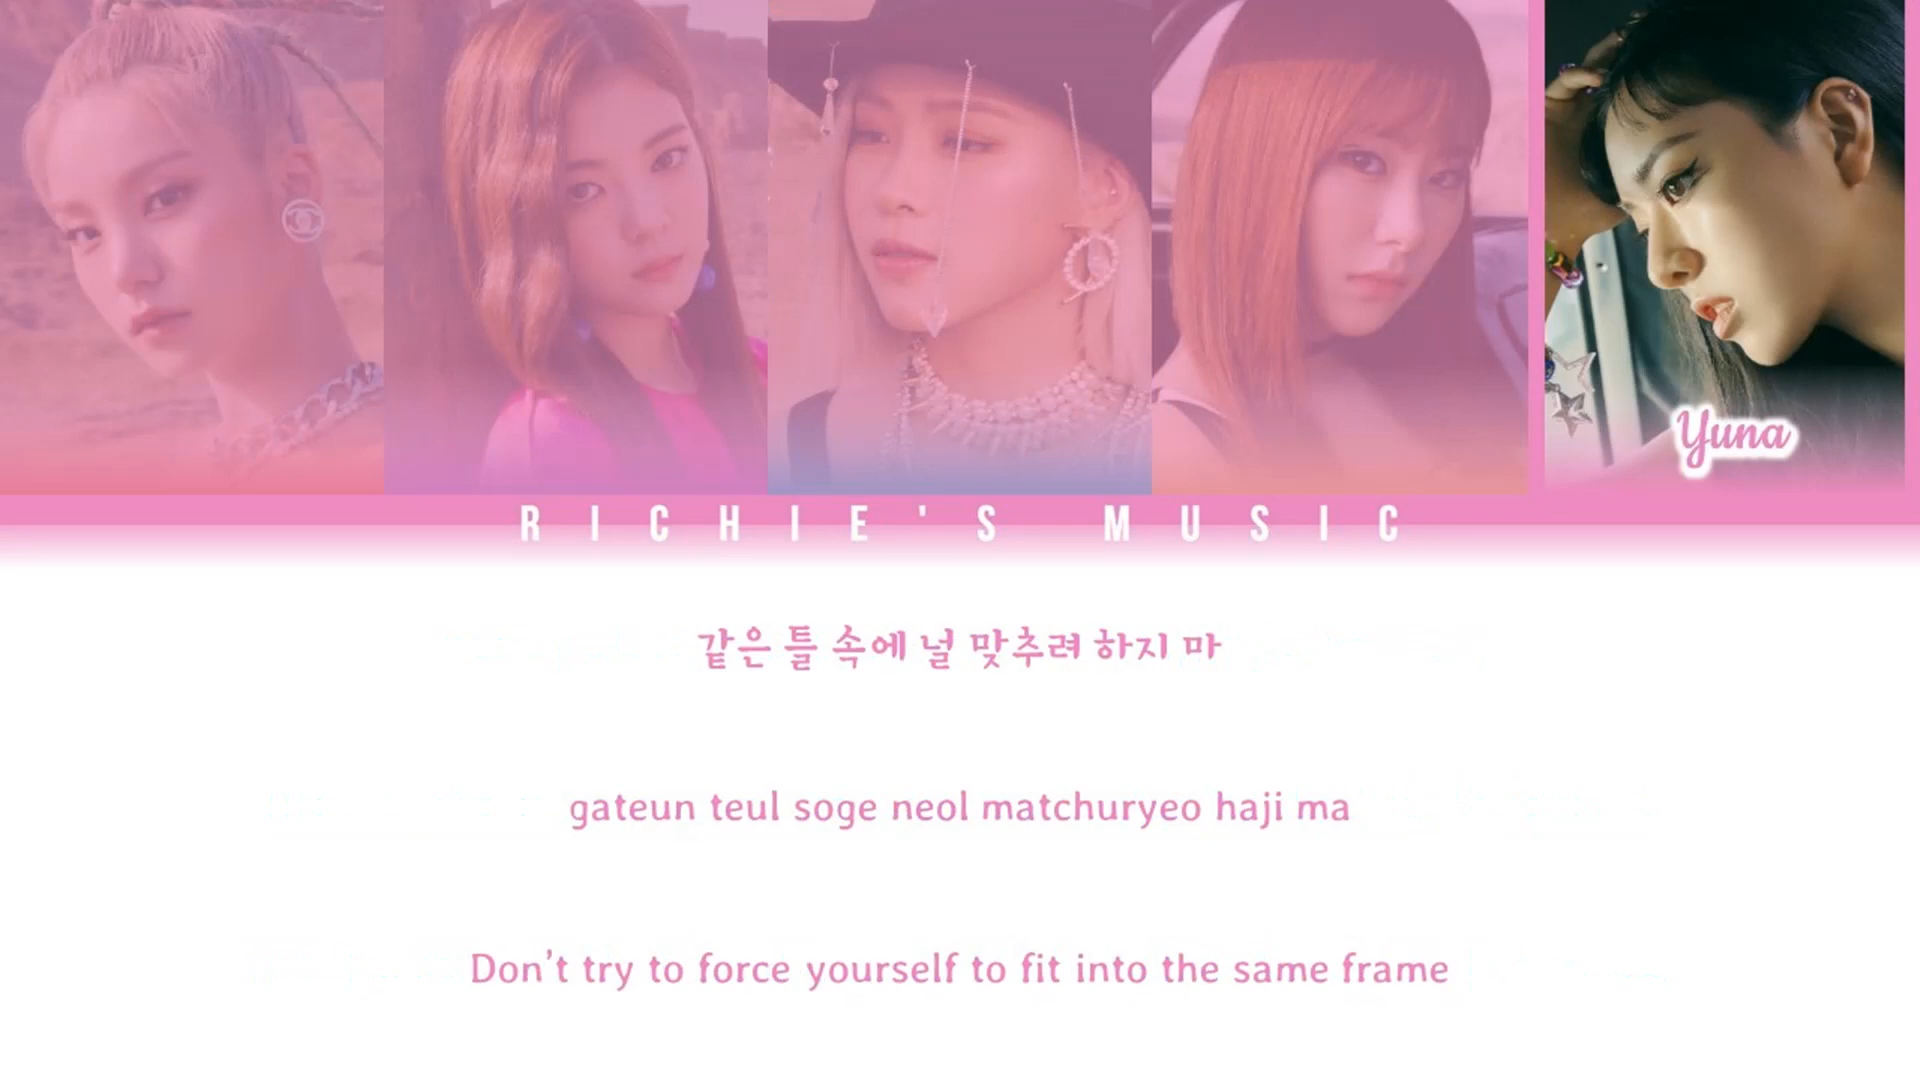 Yuna
RICHIE'S MUSIC
같은 틀 속에 널 맞추려 하지 마
gateun teul soge neol matchuryeo haji ma
Don’t try to force yourself to fit into the same frame